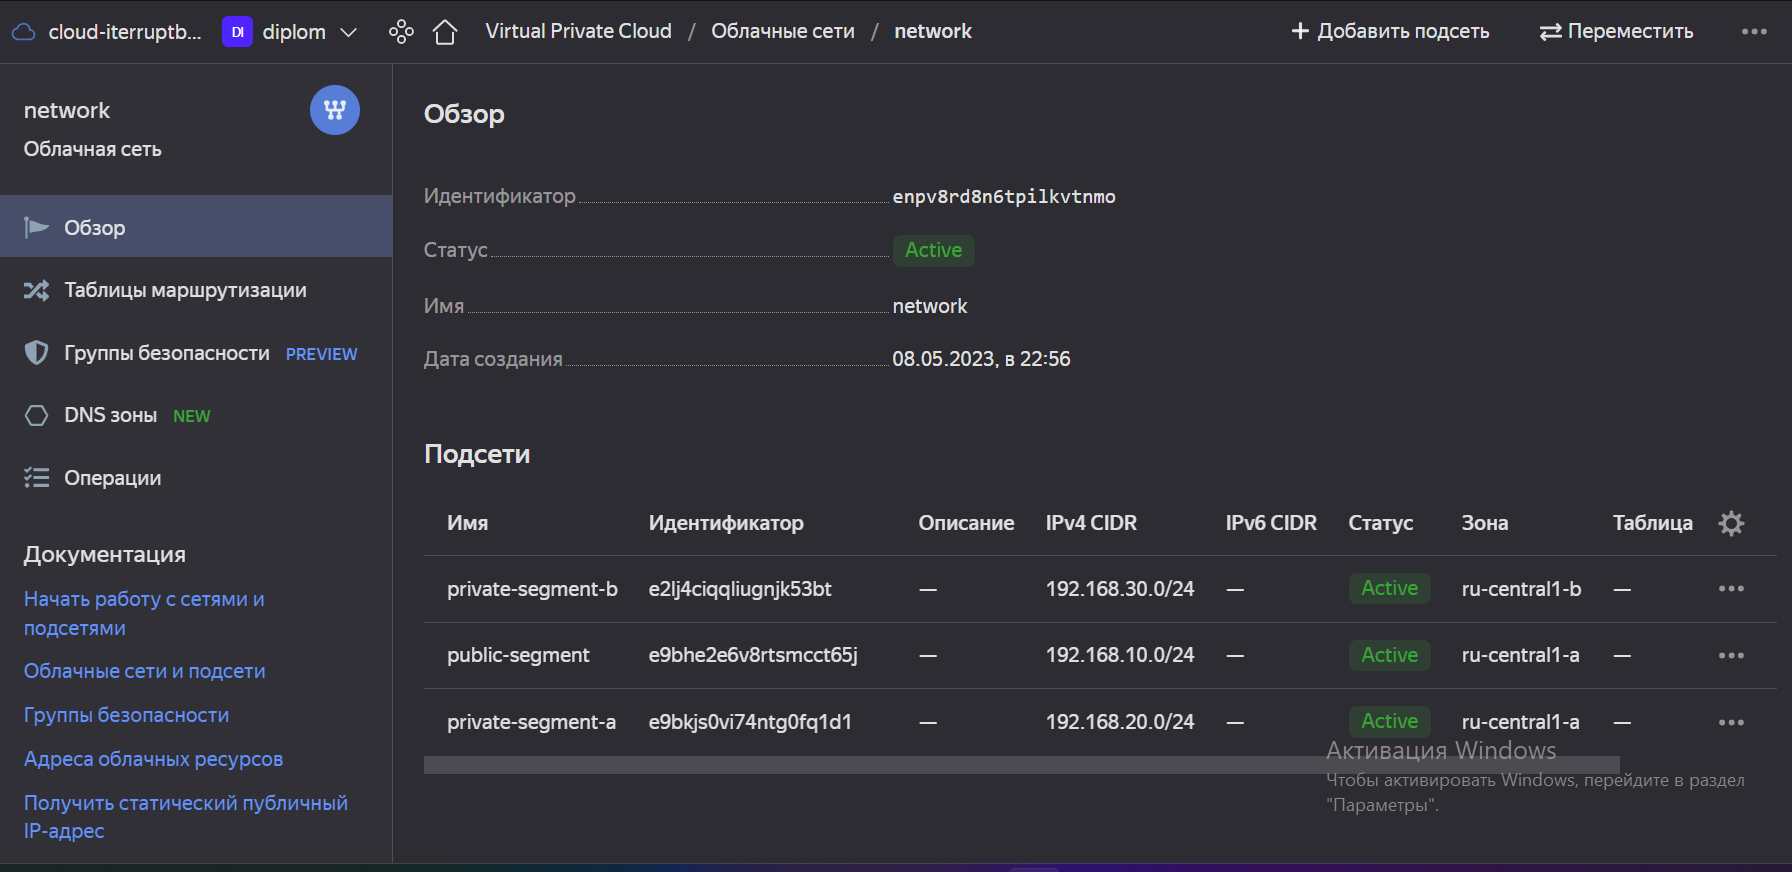 cloud-iterruptb... DI diplom Virtual Private Cloud / Облачные сети / network + Добавить подсеть Переместить
network
Облачная сеть
Обзор
Таблицы маршрутизации
Группы безопасности PREVIEW
DNS зоны NEW
Операции
Документация
Начать работу с сетями и
подсетями
Облачные сети и подсети
Группы безопасности
Адреса облачных ресурсов
Получить статический публичный
IP-адрес
Обзор
Идентификатор enpv8rd8n6tpilkvtnmo
Статус Active
Имя network
Дата создания 08.05.2023, в 22:56
Подсети
Имя Идентификатор Описание IPv4 CIDR IPv6 CIDR Статус Зона Таблица
private-segment-b e2lj4ciqqliugnjk53bt — 192.168.30.0/24 — Active ru-central1-b —
public-segment e9bhe2e6v8rtsmcct65j — 192.168.10.0/24 — Active ru-central1-a —
private-segment-a e9bkjs0vi74ntg0fq1d1 — 192.168.20.0/24 — Active ru-central1-a —
Активация Windows
Чтобы активировать Windows, перейдите в раздел
"Параметры".